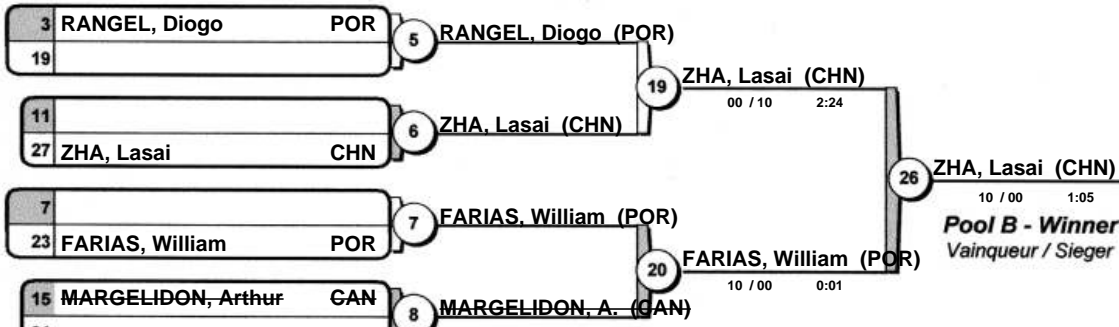 3 RANGEL, Diogo POR
19
5 RANGEL, Diogo (POR)
11
27 ZHA, Lasai CHN
6 ZHA, Lasai (CHN)
19 ZHA, Lasai (CHN)
00 / 10 2:24
7
23 FARIAS, William POR
7 FARIAS, William (POR)
15 MARGELIDON, Arthur CAN
8 MARGELIDON, A. (CAN)
20 FARIAS, William (POR)
10 / 00 0:01
26 ZHA, Lasai (CHN)
10 / 00 1:05
Pool B - Winner
Vainqueur / Sieger